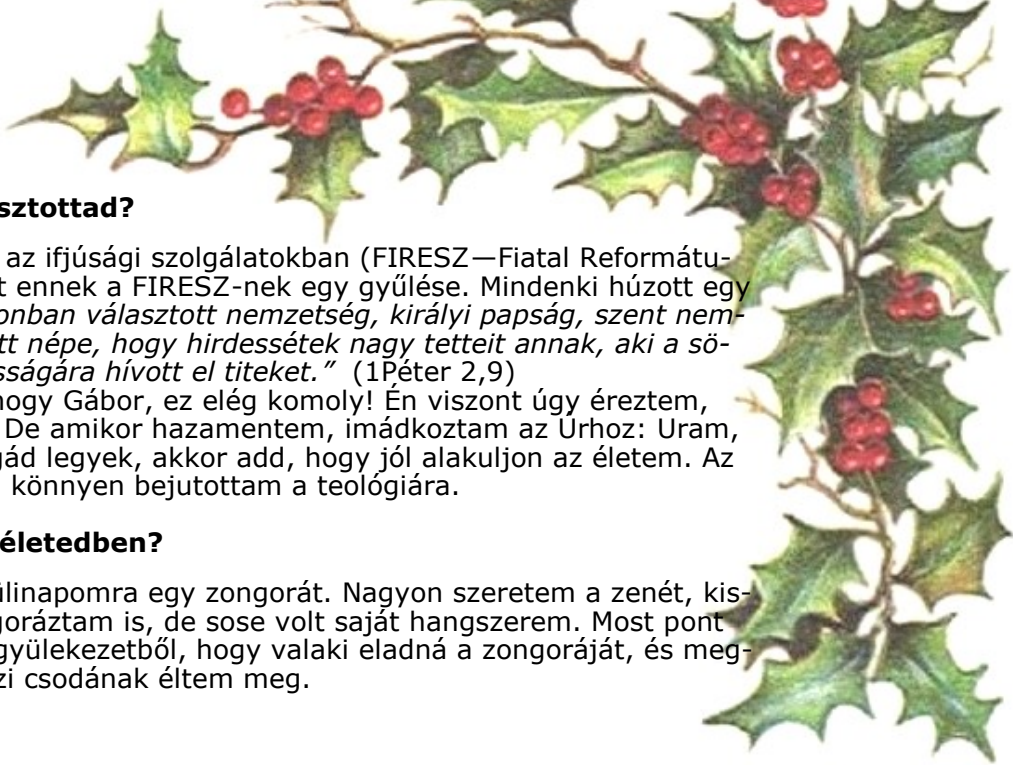 sztottad?
az ifjúsági szolgálatokban (FIRESZ—Fiatal Reformátu-
t ennek a FIRESZ-nek egy gyűlése. Mindenki húzott egy
onban választott nemzetség, királyi papság, szent nem-
tt népe, hogy hirdessétek nagy tetteit annak, aki a sö-
sságára hívott el titeket.” (1Péter 2,9)
hogy Gábor, ez elég komoly! Én viszont úgy éreztem,
De amikor hazamentem, imádkoztam az Úrhoz: Uram,
gád legyek, akkor add, hogy jól alakuljon az életem. Az
könnyen bejutottam a teológiára.
életedben?
ülinapomra egy zongorát. Nagyon szeretem a zenét, kis-
goráztam is, de sose volt saját hangszerem. Most pont
gyülekezetből, hogy valaki eladná a zongoráját, és meg-
zi csodának éltem meg.